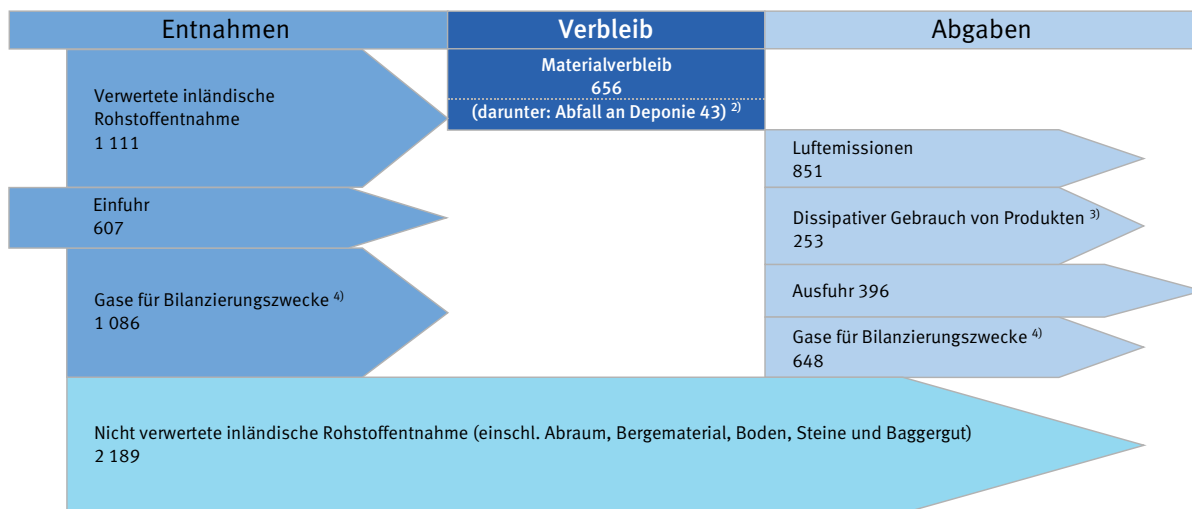 Entnahmen
Verbleib
Abgaben
Verwertete inländische
Rohstoffentnahme
1 111
Einfuhr
607
Gase für Bilanzierungszwecke 4)
1 086
Materialverbleib
656
(darunter: Abfall an Deponie 43) 2)
Luftemissionen
851
Dissipativer Gebrauch von Produkten 3)
253
Ausfuhr 396
Gase für Bilanzierungszwecke 4)
648
Nicht verwertete inländische Rohstoffentnahme (einschl. Abraum, Bergematerial, Boden, Steine und Baggergut)
2 189